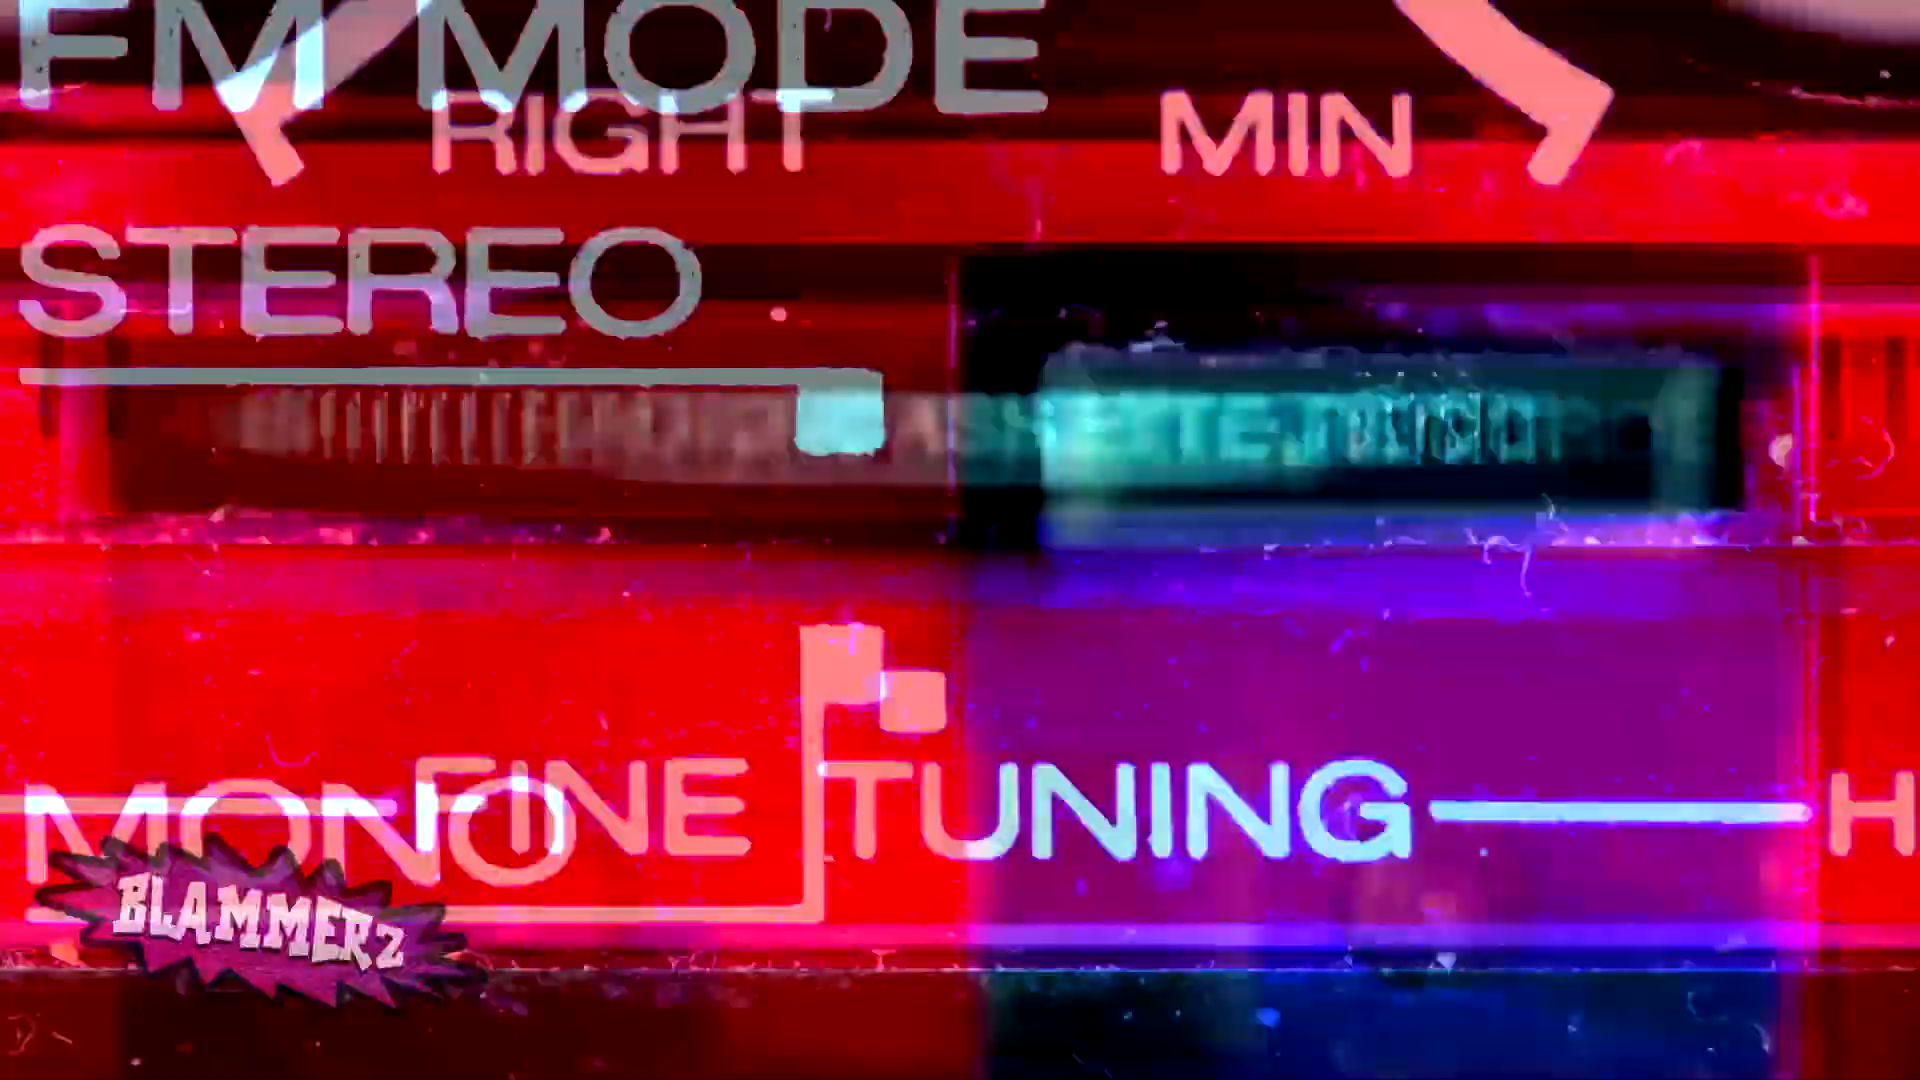 FM MODE
RIGHT
MIN
STEREO
FINE TUNING
H
MONO
BLAMMERZ